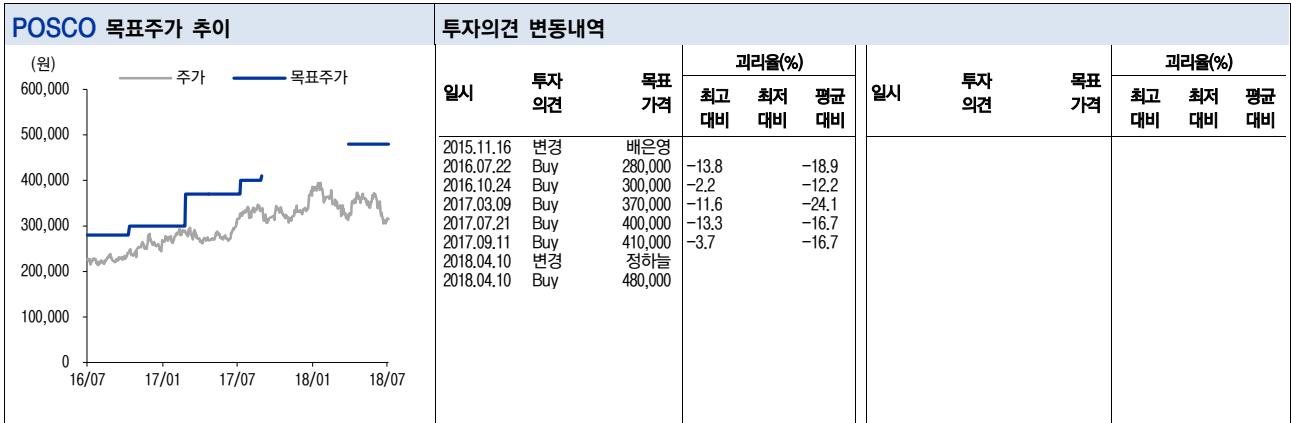 POSCO 목표주가 추이
(원)
주가 목표주가
600,000
500,000
400,000
300,000
200,000
100,000
0
16/07 17/01 17/07 18/01 18/07
투자의견 변동내역
일시 투자의견 목표가격 괴리율(%)
최고대비 최저대비 평균대비
2015.11.16 변경 배은영
2016.07.22 Buy 280,000 -13.8 -18.9
2016.10.24 Buy 300,000 -2.2 -12.2
2017.03.09 Buy 370,000 -11.6 -24.1
2017.07.21 Buy 400,000 -13.3 -16.7
2017.09.11 Buy 410,000 -3.7 -16.7
2018.04.10 변경 정하늘
2018.04.10 Buy 480,000
일시 투자의견 목표가격 괴리율(%)
최고대비 최저대비 평균대비